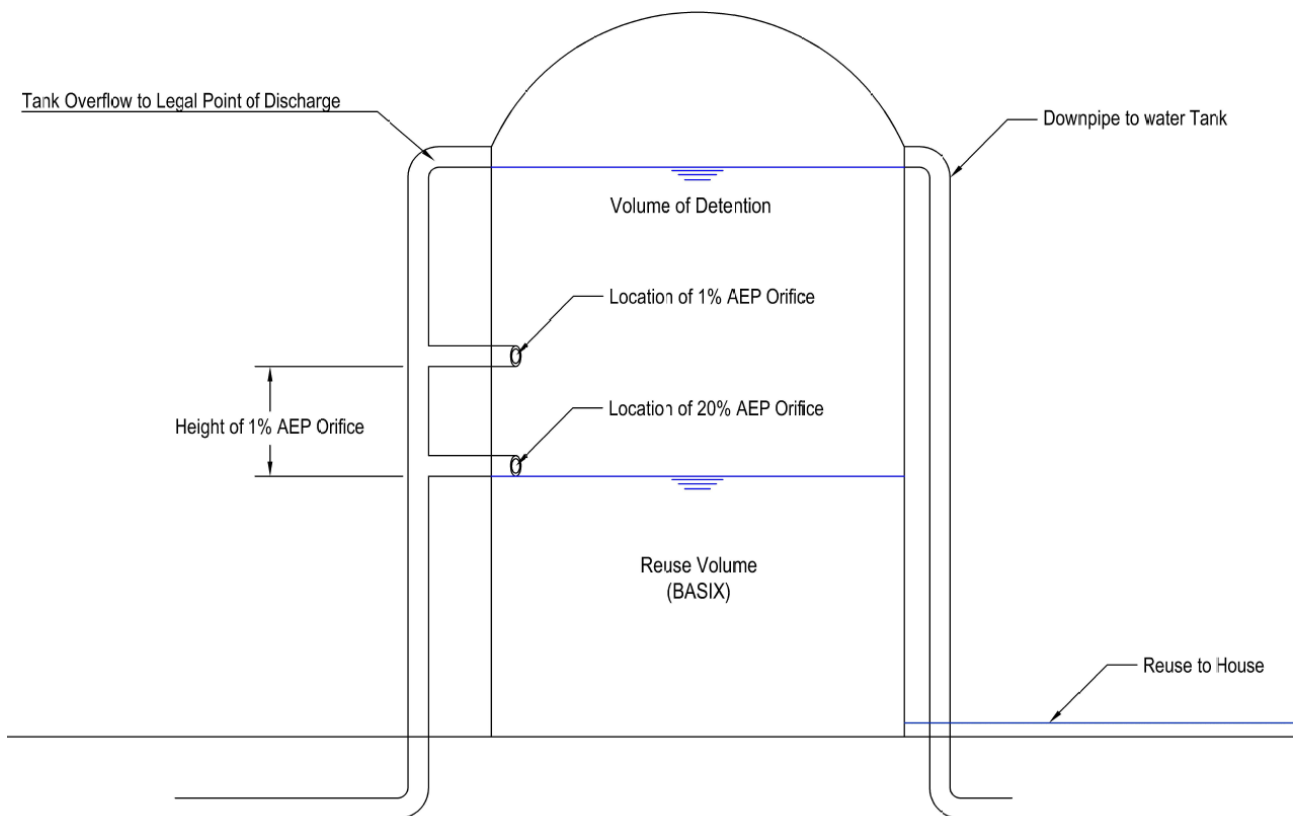 Tank Overflow to Legal Point of Discharge
Downpipe to water Tank
Volume of Detention
Location of 1% AEP Orifice
Location of 20% AEP Orifice
Height of 1% AEP Orifice
Reuse Volume
(BASIX)
Reuse to House